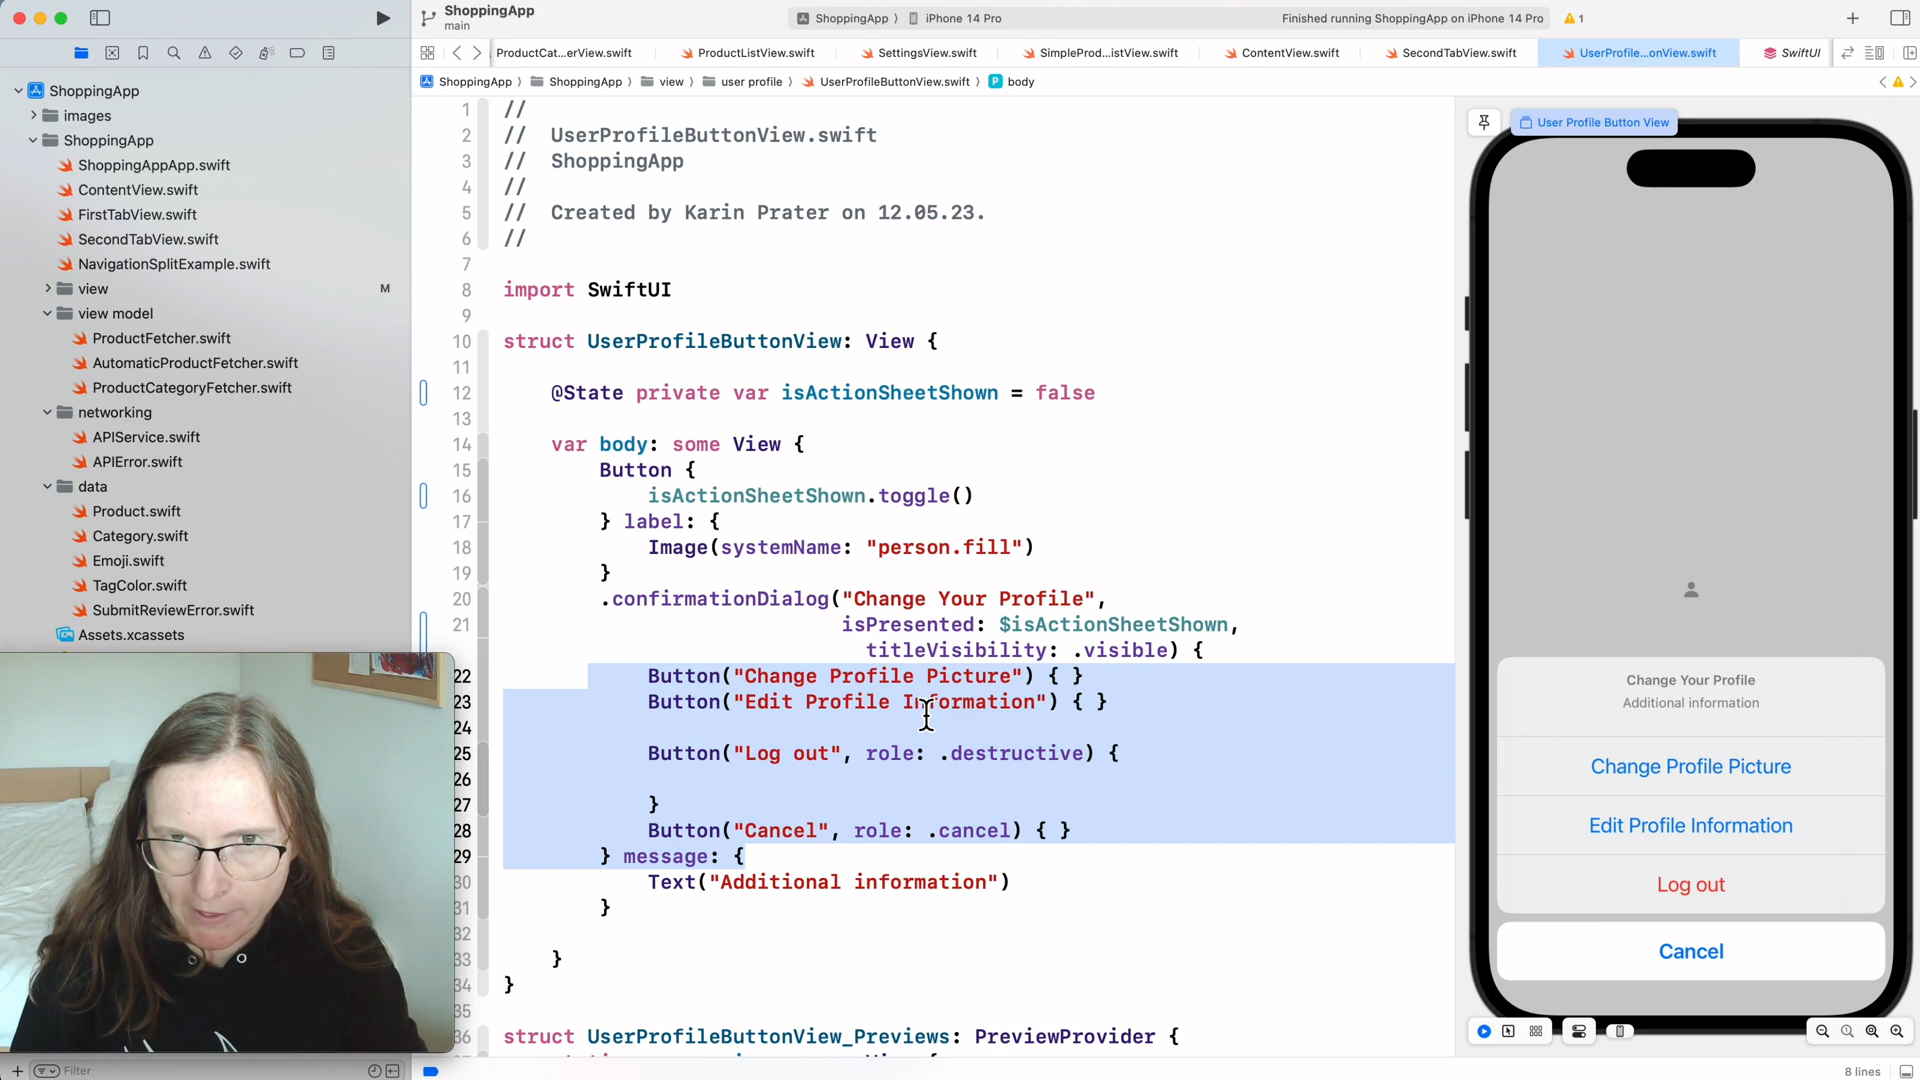 ShoppingApp
main
ShoppingApp 〉 iPhone 14 Pro
Finished running ShoppingApp on iPhone 14 Pro
1
ProductCat...erView.swift
ProductListView.swift
SettingsView.swift
SimpleProd...istView.swift
ContentView.swift
SecondTabView.swift
UserProfile...onView.swift
SwiftUI
ShoppingApp 〉 ShoppingApp 〉 view 〉 user profile 〉 UserProfileButtonView.swift 〉 P body
ShoppingApp
images
ShoppingApp
ShoppingAppApp.swift
ContentView.swift
FirstTabView.swift
SecondTabView.swift
NavigationSplitExample.swift
view M
view model
ProductFetcher.swift
AutomaticProductFetcher.swift
ProductCategoryFetcher.swift
networking
APIService.swift
APIError.swift
data
Product.swift
Category.swift
Emoji.swift
TagColor.swift
SubmitReviewError.swift
Assets.xcassets
Filter
1 //
2 //  UserProfileButtonView.swift
3 //  ShoppingApp
4 //
5 //  Created by Karin Prater on 12.05.23.
6 //
7
8 import SwiftUI
9
10 struct UserProfileButtonView: View {
11
12     @State private var isActionSheetShown = false
13
14     var body: some View {
15         Button {
16             isActionSheetShown.toggle()
17         } label: {
18             Image(systemName: "person.fill")
19         }
20         .confirmationDialog("Change Your Profile",
21                             isPresented: $isActionSheetShown,
                              titleVisibility: .visible) {
22             Button("Change Profile Picture") { }
23             Button("Edit Profile Information") { }
24
25             Button("Log out", role: .destructive) {
26
27             }
28             Button("Cancel", role: .cancel) { }
29         } message: {
30             Text("Additional information")
31         }
32
33     }
34 }
35
36 struct UserProfileButtonView_Previews: PreviewProvider {
User Profile Button View
Change Your Profile
Additional information
Change Profile Picture
Edit Profile Information
Log out
Cancel
8 lines